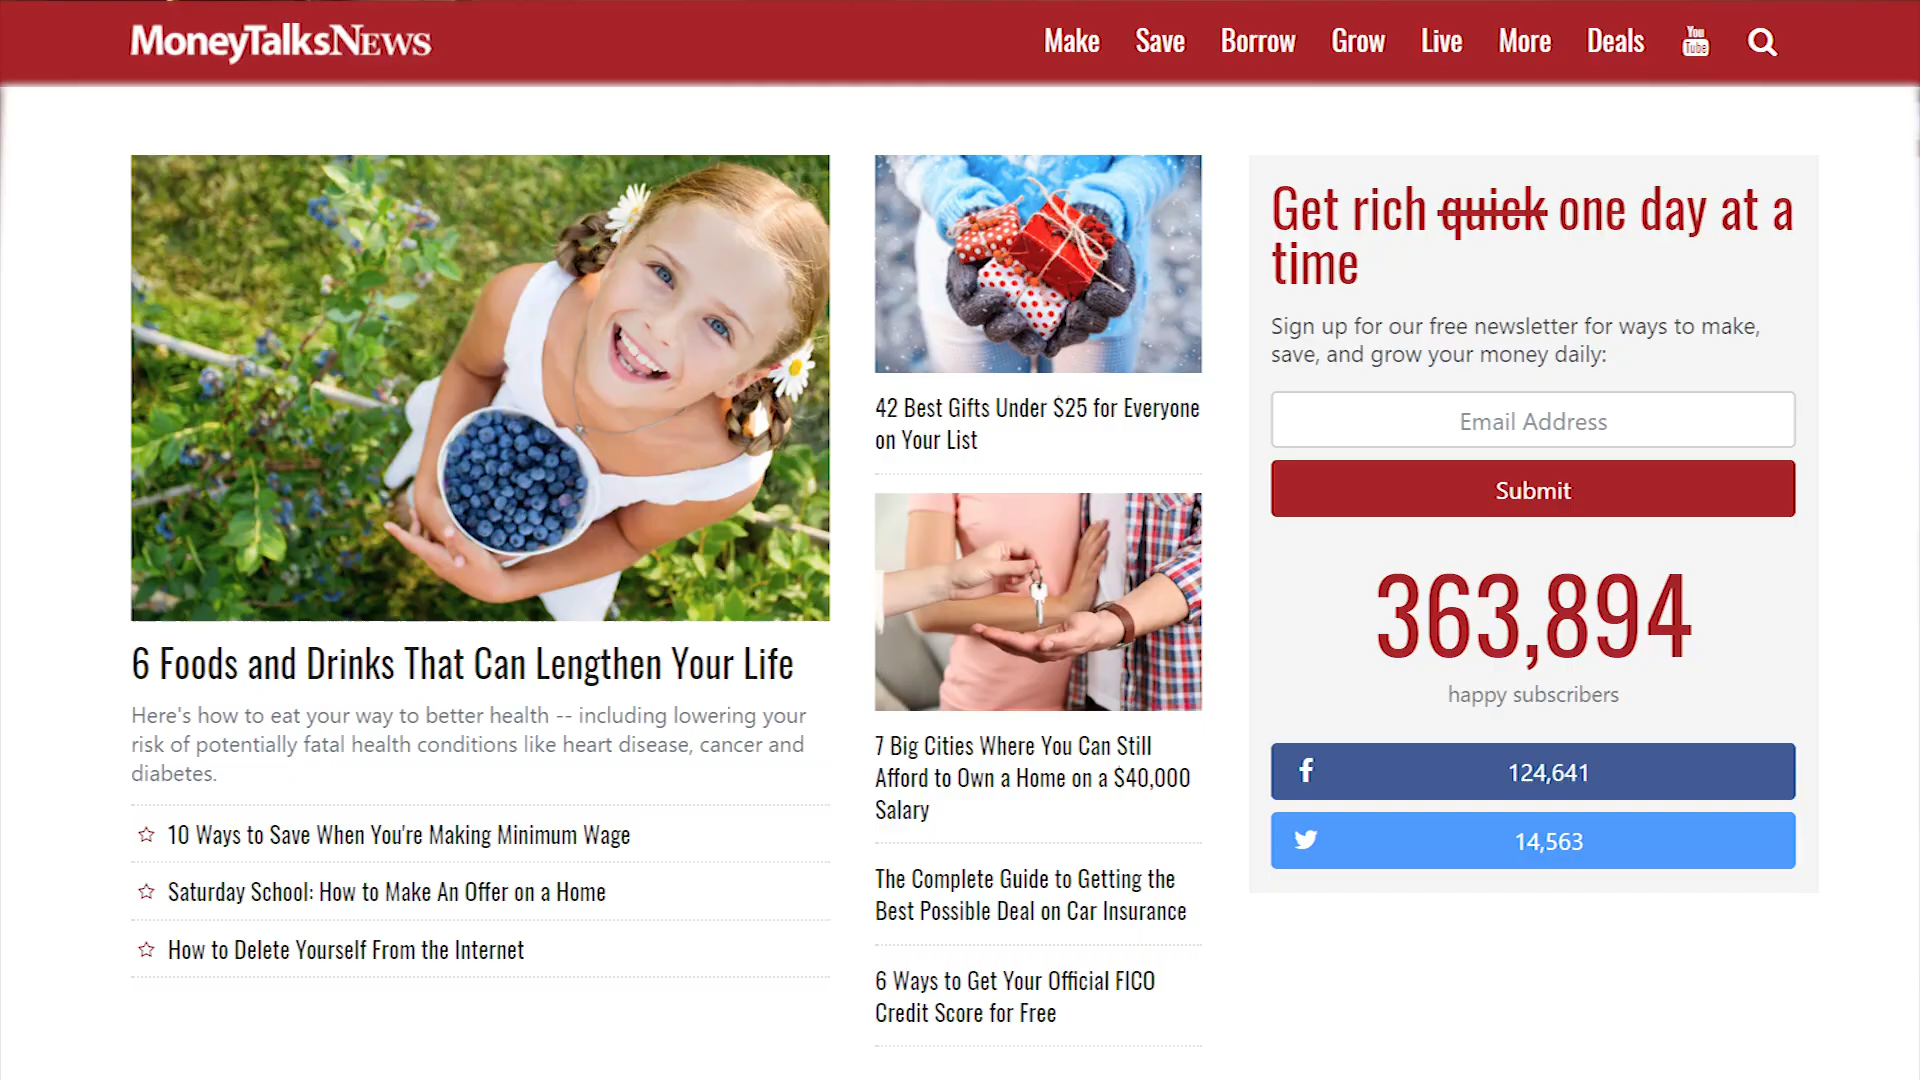 MoneyTalksNews
Make Save Borrow Grow Live More Deals You Tube
6 Foods and Drinks That Can Lengthen Your Life
Here's how to eat your way to better health -- including lowering your
risk of potentially fatal health conditions like heart disease, cancer and
diabetes.
10 Ways to Save When You're Making Minimum Wage
Saturday School: How to Make An Offer on a Home
How to Delete Yourself From the Internet
42 Best Gifts Under $25 for Everyone
on Your List
7 Big Cities Where You Can Still
Afford to Own a Home on a $40,000
Salary
The Complete Guide to Getting the
Best Possible Deal on Car Insurance
6 Ways to Get Your Official FICO
Credit Score for Free
Get rich quick one day at a
time
Sign up for our free newsletter for ways to make,
save, and grow your money daily:
Email Address
Submit
363,894
happy subscribers
124,641
14,563